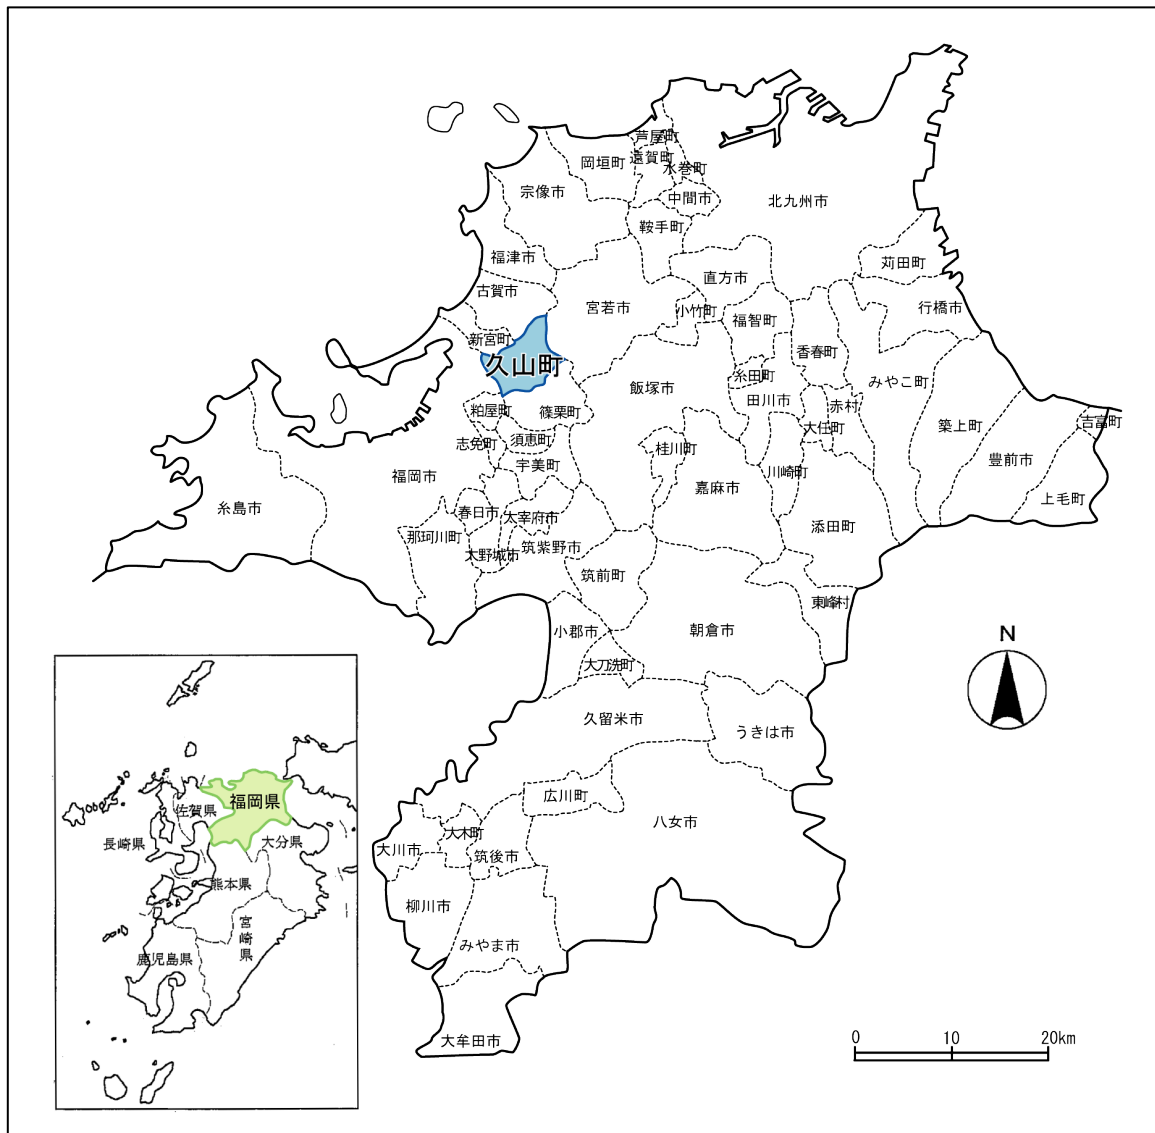 芦屋町
岡垣町
遠賀町
水巻町
宗像市
中間市
北九州市
鞍手町
福津市
苅田町
直方市
古賀市
宮若市
小竹町
行橋市
福智町
新宮町
香春町
久山町
糸田町
みやこ町
飯塚市
田川市
赤村
粕屋町
篠栗町
吉富町
大任町
築上町
志免町
須恵町
桂川町
豊前市
宇美町
川崎町
福岡市
嘉麻市
上毛町
糸島市
春日市
太宰府市
添田町
那珂川町
大野城市
筑紫野市
筑前町
東峰村
小郡市
朝倉市
大刀洗町
N
久留米市
うきは市
広川町
八女市
大木町
大川市
筑後市
柳川市
みやま市
大牟田市
福岡県
佐賀県
長崎県
大分県
熊本県
宮崎県
鹿児島県
0 10 20km